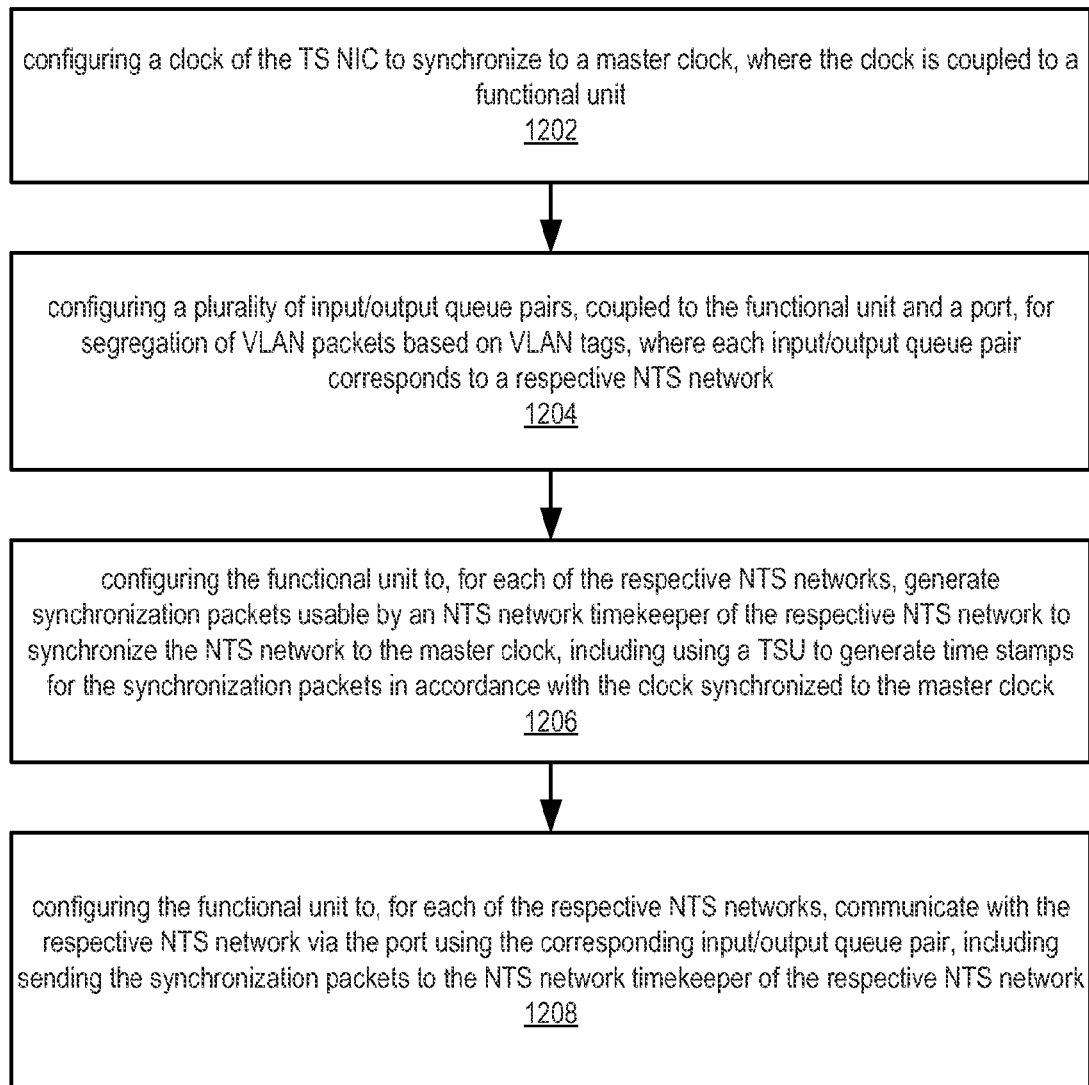 configuring a clock of the TS NIC to synchronize to a master clock, where the clock is coupled to a
functional unit
1202
configuring a plurality of input/output queue pairs, coupled to the functional unit and a port, for
segregation of VLAN packets based on VLAN tags, where each input/output queue pair
corresponds to a respective NTS network
1204
configuring the functional unit to, for each of the respective NTS networks, generate
synchronization packets usable by an NTS network timekeeper of the respective NTS network to
synchronize the NTS network to the master clock, including using a TSU to generate time stamps
for the synchronization packets in accordance with the clock synchronized to the master clock
1206
configuring the functional unit to, for each of the respective NTS networks, communicate with the
respective NTS network via the port using the corresponding input/output queue pair, including
sending the synchronization packets to the NTS network timekeeper of the respective NTS network
1208